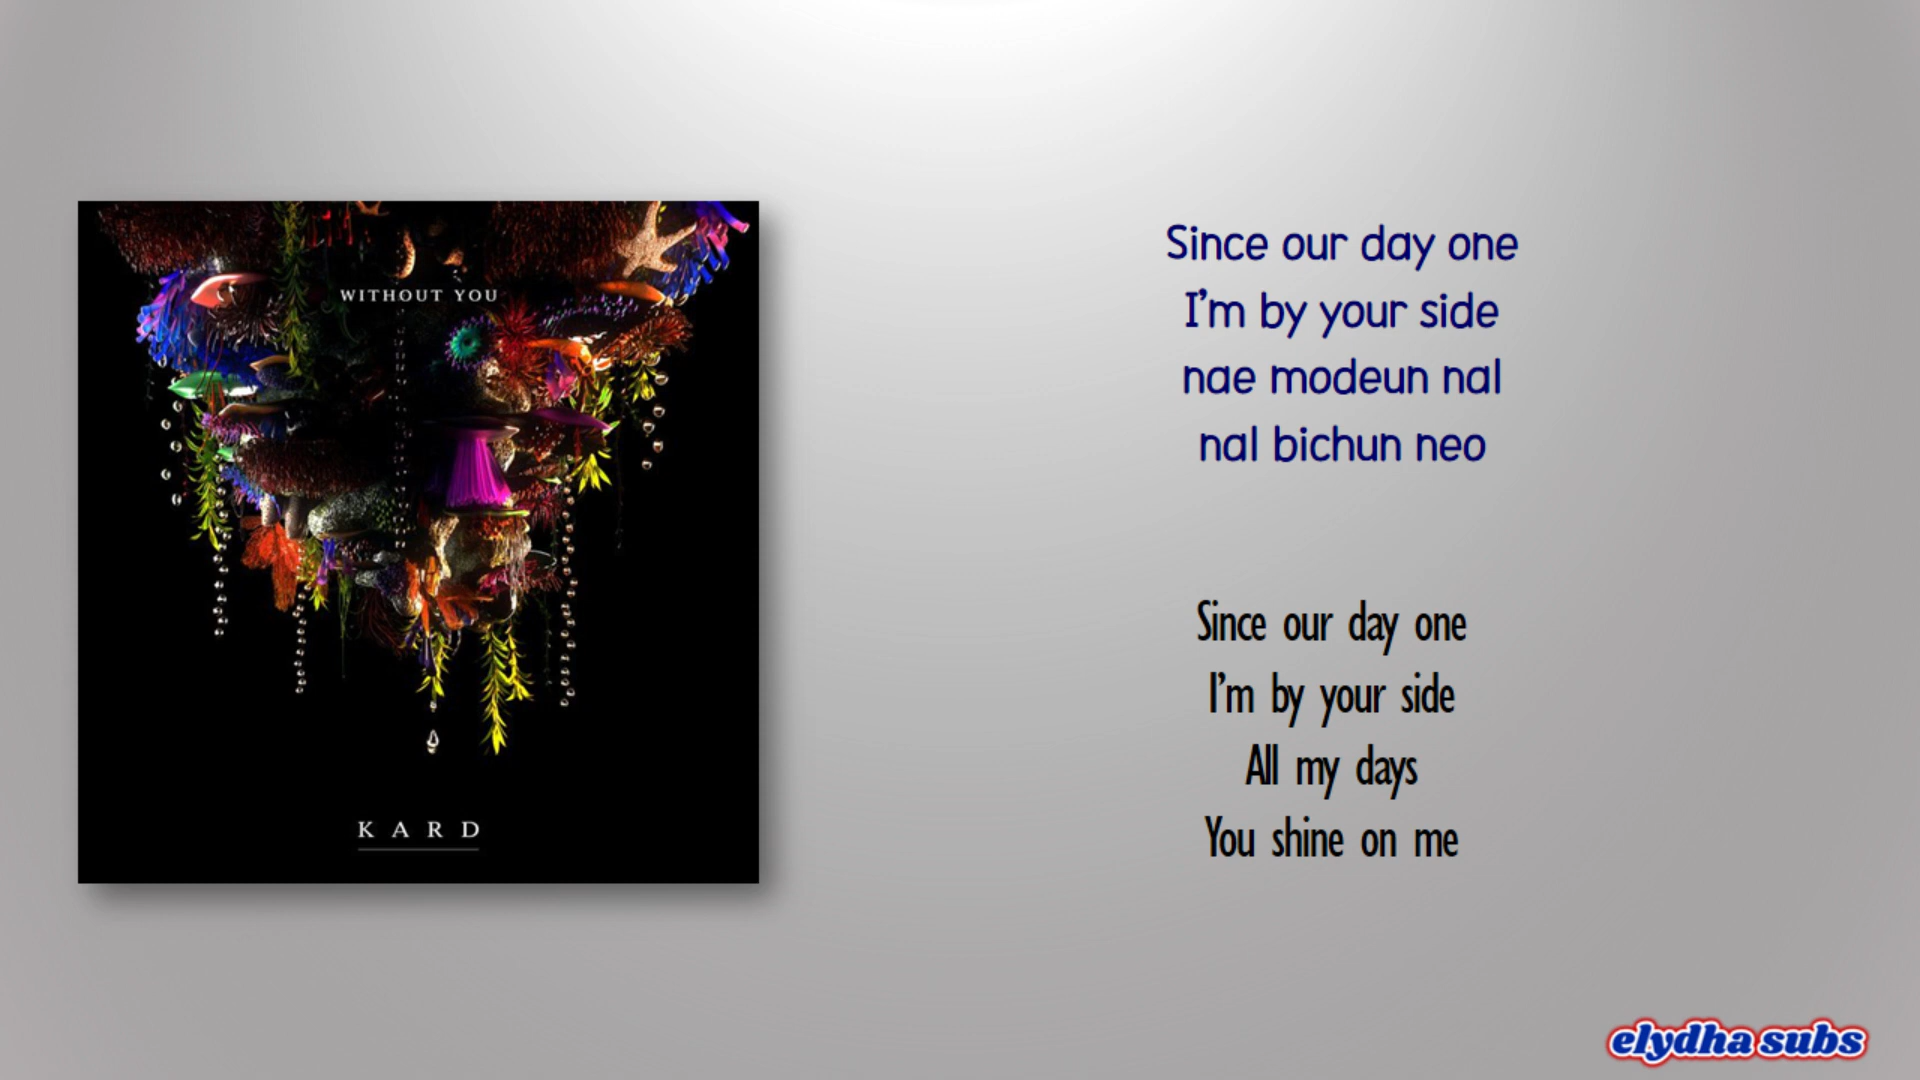 WITHOUT YOU
KARD
Since our day one
I'm by your side
nae modeun nal
nal bichun neo
Since our day one
I'm by your side
All my days
You shine on me
elydha subs